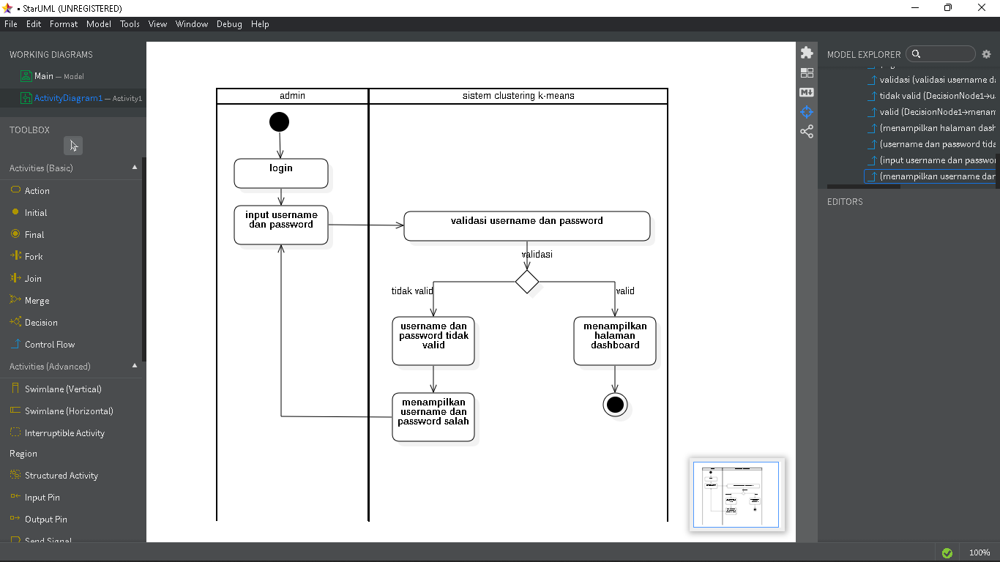 • StarUML (UNREGISTERED)
File Edit Format Model Tools View Window Debug Help
WORKING DIAGRAMS
Main — Model
ActivityDiagram1 — Activity1
TOOLBOX
Activities (Basic)
Action
Initial
Final
Fork
Join
Merge
Decision
Control Flow
Activities (Advanced)
Swimlane (Vertical)
Swimlane (Horizontal)
Interruptible Activity
Region
Structured Activity
Input Pin
Output Pin
Send Signal
admin
sistem clustering k-means
login
input username
dan password
validasi username dan password
validasi
tidak valid
valid
username dan
password tidak
valid
menampilkan
halaman
dashboard
menampilkan
username dan
password salah
MODEL EXPLORER
validasi (validasi username da
tidak valid (DecisionNode1→u
valid (DecisionNode1→menam
(menampilkan halaman dash
(username dan password tida
(input username dan passwor
(menampilkan username dan
EDITORS
100%